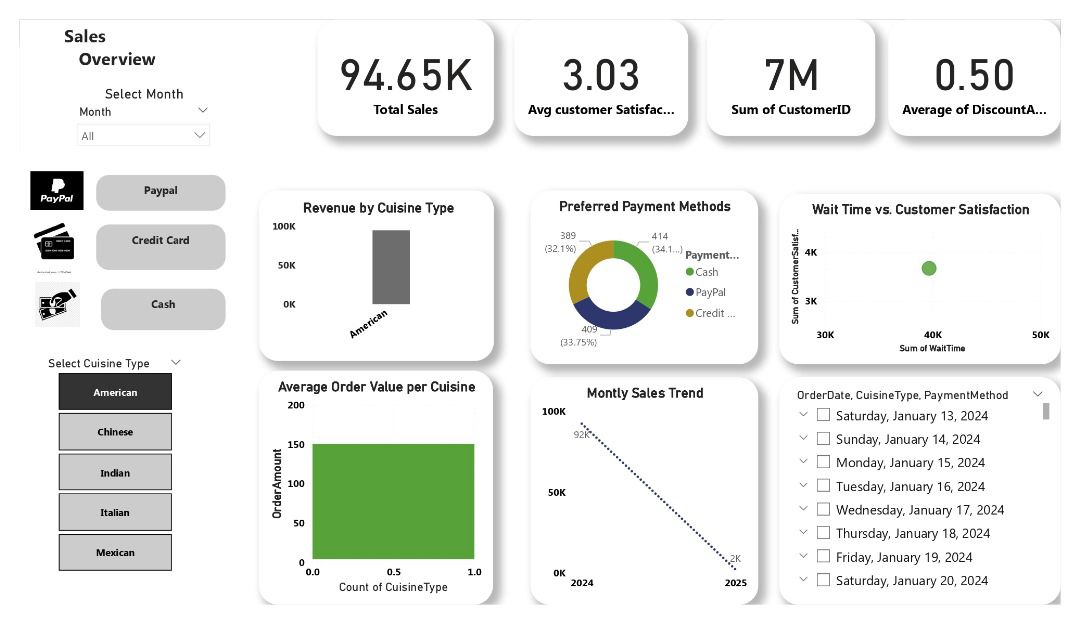 Sales
Overview
Select Month
Month
All
94.65K
Total Sales
3.03
Avg customer Satisfac...
7M
Sum of CustomerID
0.50
Average of DiscountA...
PayPal
Paypal
Credit Card
Cash
Select Cuisine Type
American
Chinese
Indian
Italian
Mexican
Revenue by Cuisine Type
100K
50K
0K
American
Preferred Payment Methods
389
(32.1%)
414
(34.1...)
409
(33.75%)
Payment...
Cash
PayPal
Credit ...
Wait Time vs. Customer Satisfaction
Sum of CustomerSatisf...
4K
3K
30K
40K
50K
Sum of WaitTime
Average Order Value per Cuisine
OrderAmount
200
150
100
50
0
0.0
0.5
1.0
Count of CuisineType
Montly Sales Trend
100K
92K
50K
2K
0K
2024
2025
OrderDate, CuisineType, PaymentMethod
Saturday, January 13, 2024
Sunday, January 14, 2024
Monday, January 15, 2024
Tuesday, January 16, 2024
Wednesday, January 17, 2024
Thursday, January 18, 2024
Friday, January 19, 2024
Saturday, January 20, 2024